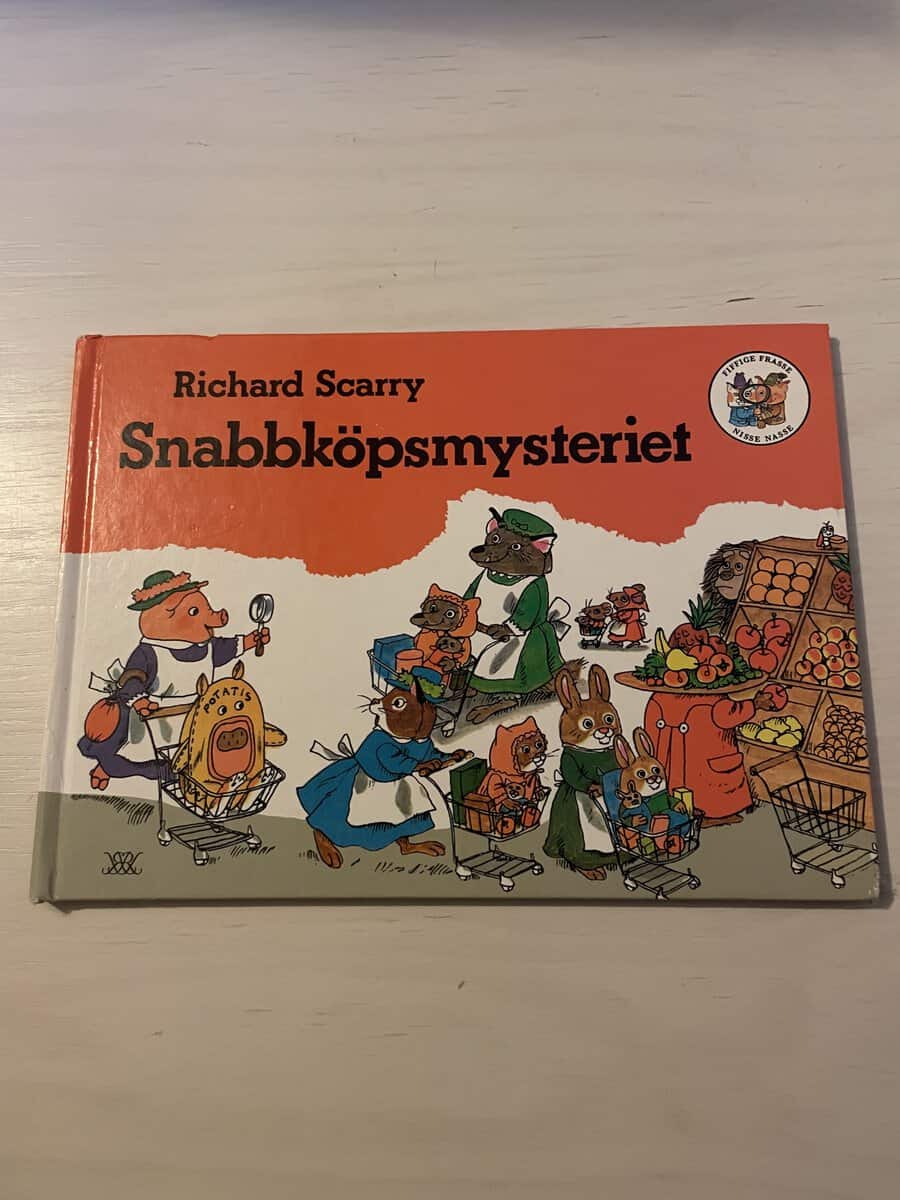 Richard Scarry
Snabbköpsmysteriet
FIFFIGE FRASSE
NISSE NASSE
POTATIS